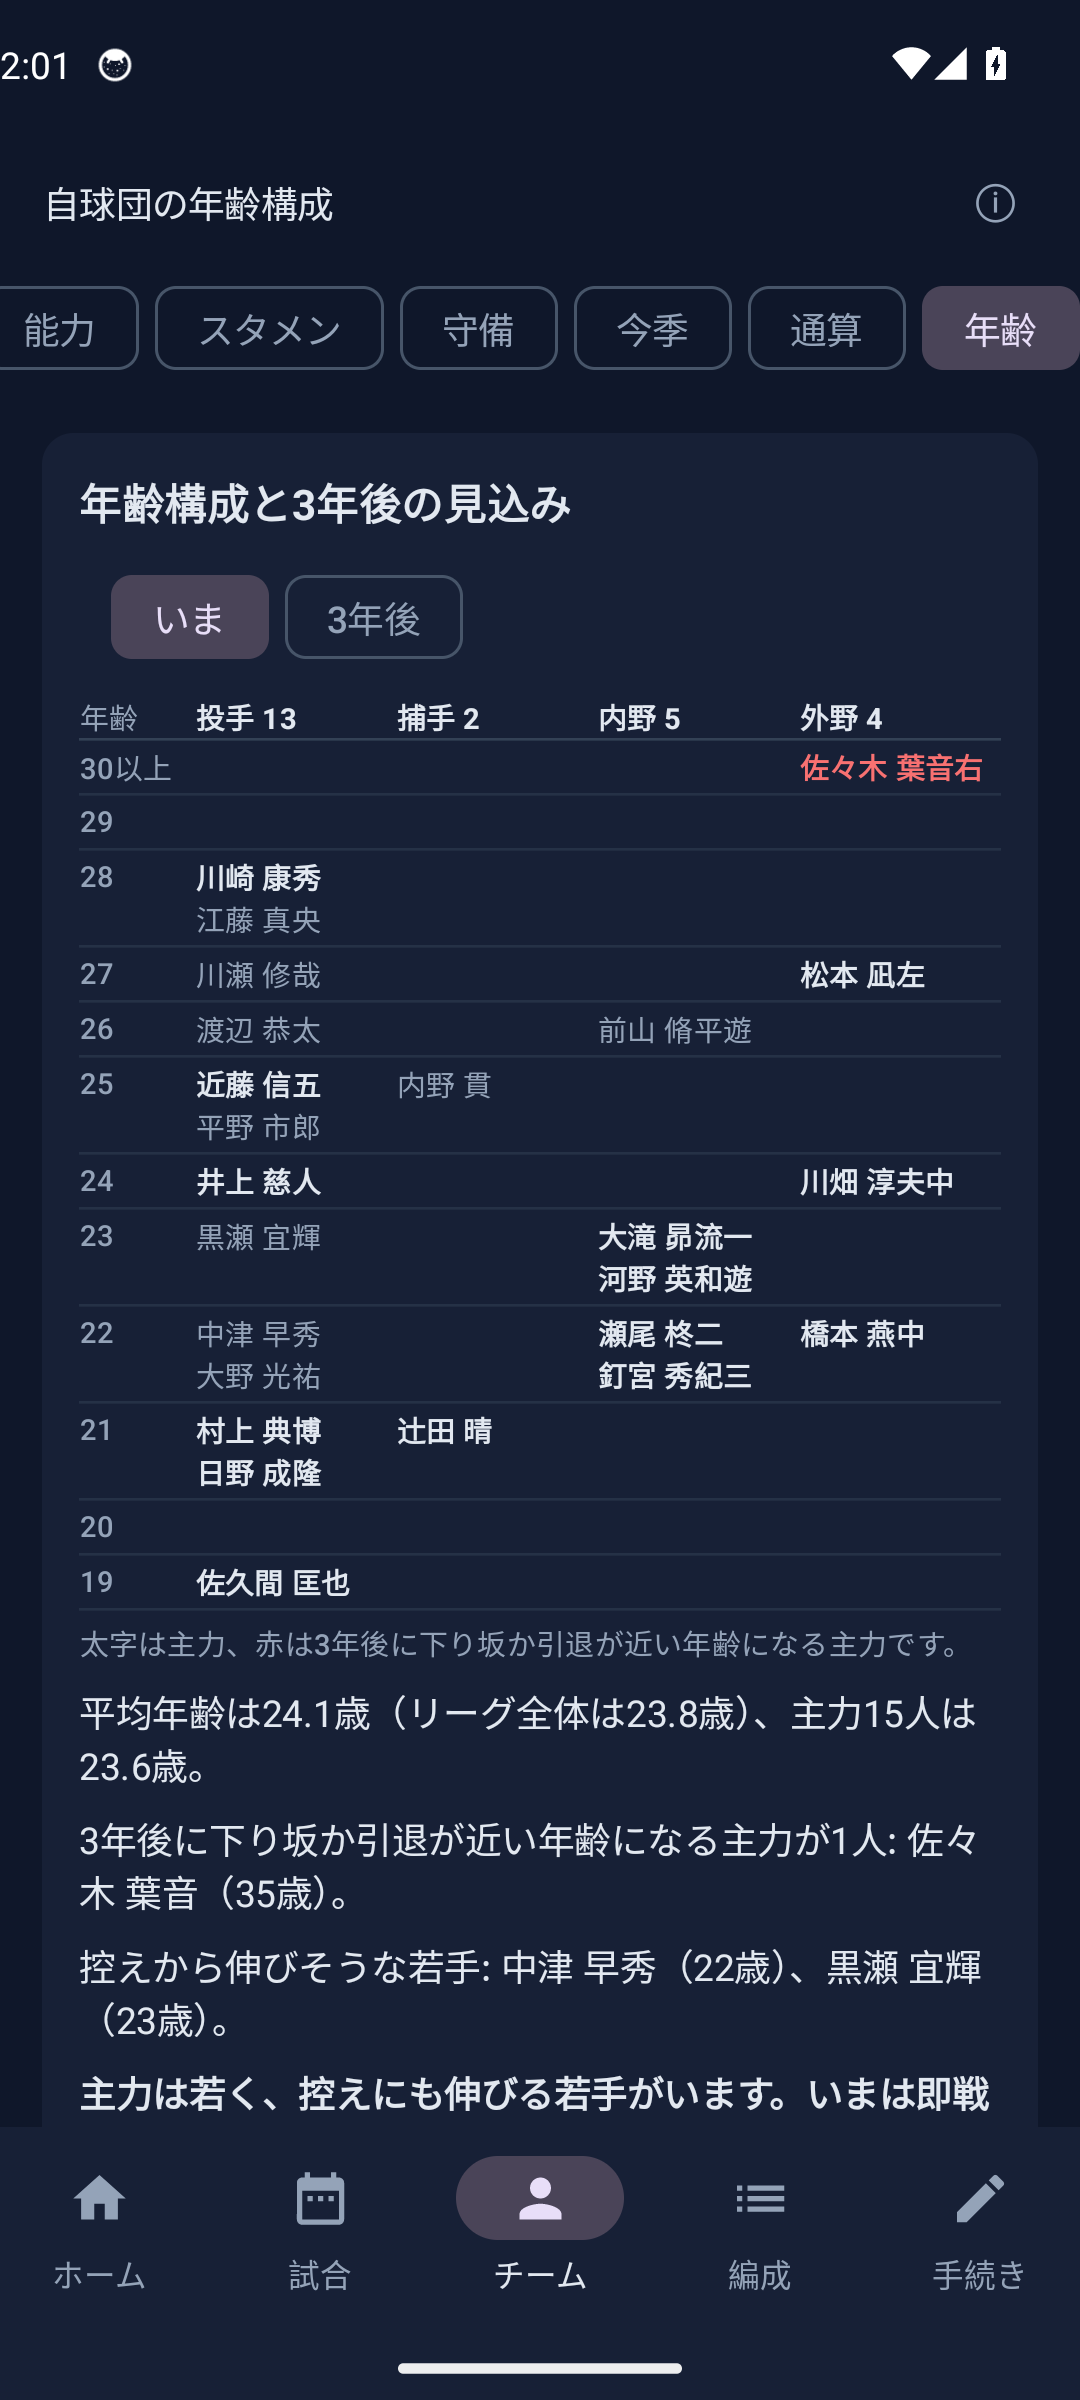 2:01
自球団の年齢構成
能力 スタメン 守備 今季 通算 年齢
年齢構成と3年後の見込み
いま 3年後
年齢 投手 13 捕手 2 内野 5 外野 4
30以上 佐々木 葉音右
29
28 川崎 康秀
江藤 真央
27 川瀬 修哉 松本 凪左
26 渡辺 恭太 前山 脩平遊
25 近藤 信五 内野 貫
平野 市郎
24 井上 慈人 川畑 淳夫中
23 黒瀬 宜輝 大滝 昴流一
河野 英和遊
22 中津 早秀 瀬尾 柊二 橋本 燕中
大野 光祐 釘宮 秀紀三
21 村上 典博 辻田 晴
日野 成隆
20
19 佐久間 匡也
太字は主力、赤は3年後に下り坂か引退が近い年齢になる主力です。
平均年齢は24.1歳（リーグ全体は23.8歳）、主力15人は
23.6歳。
3年後に下り坂か引退が近い年齢になる主力が1人: 佐々
木 葉音（35歳）。
控えから伸びそうな若手: 中津 早秀（22歳）、黒瀬 宜輝
（23歳）。
主力は若く、控えにも伸びる若手がいます。いまは即戦
ホーム 試合 チーム 編成 手続き